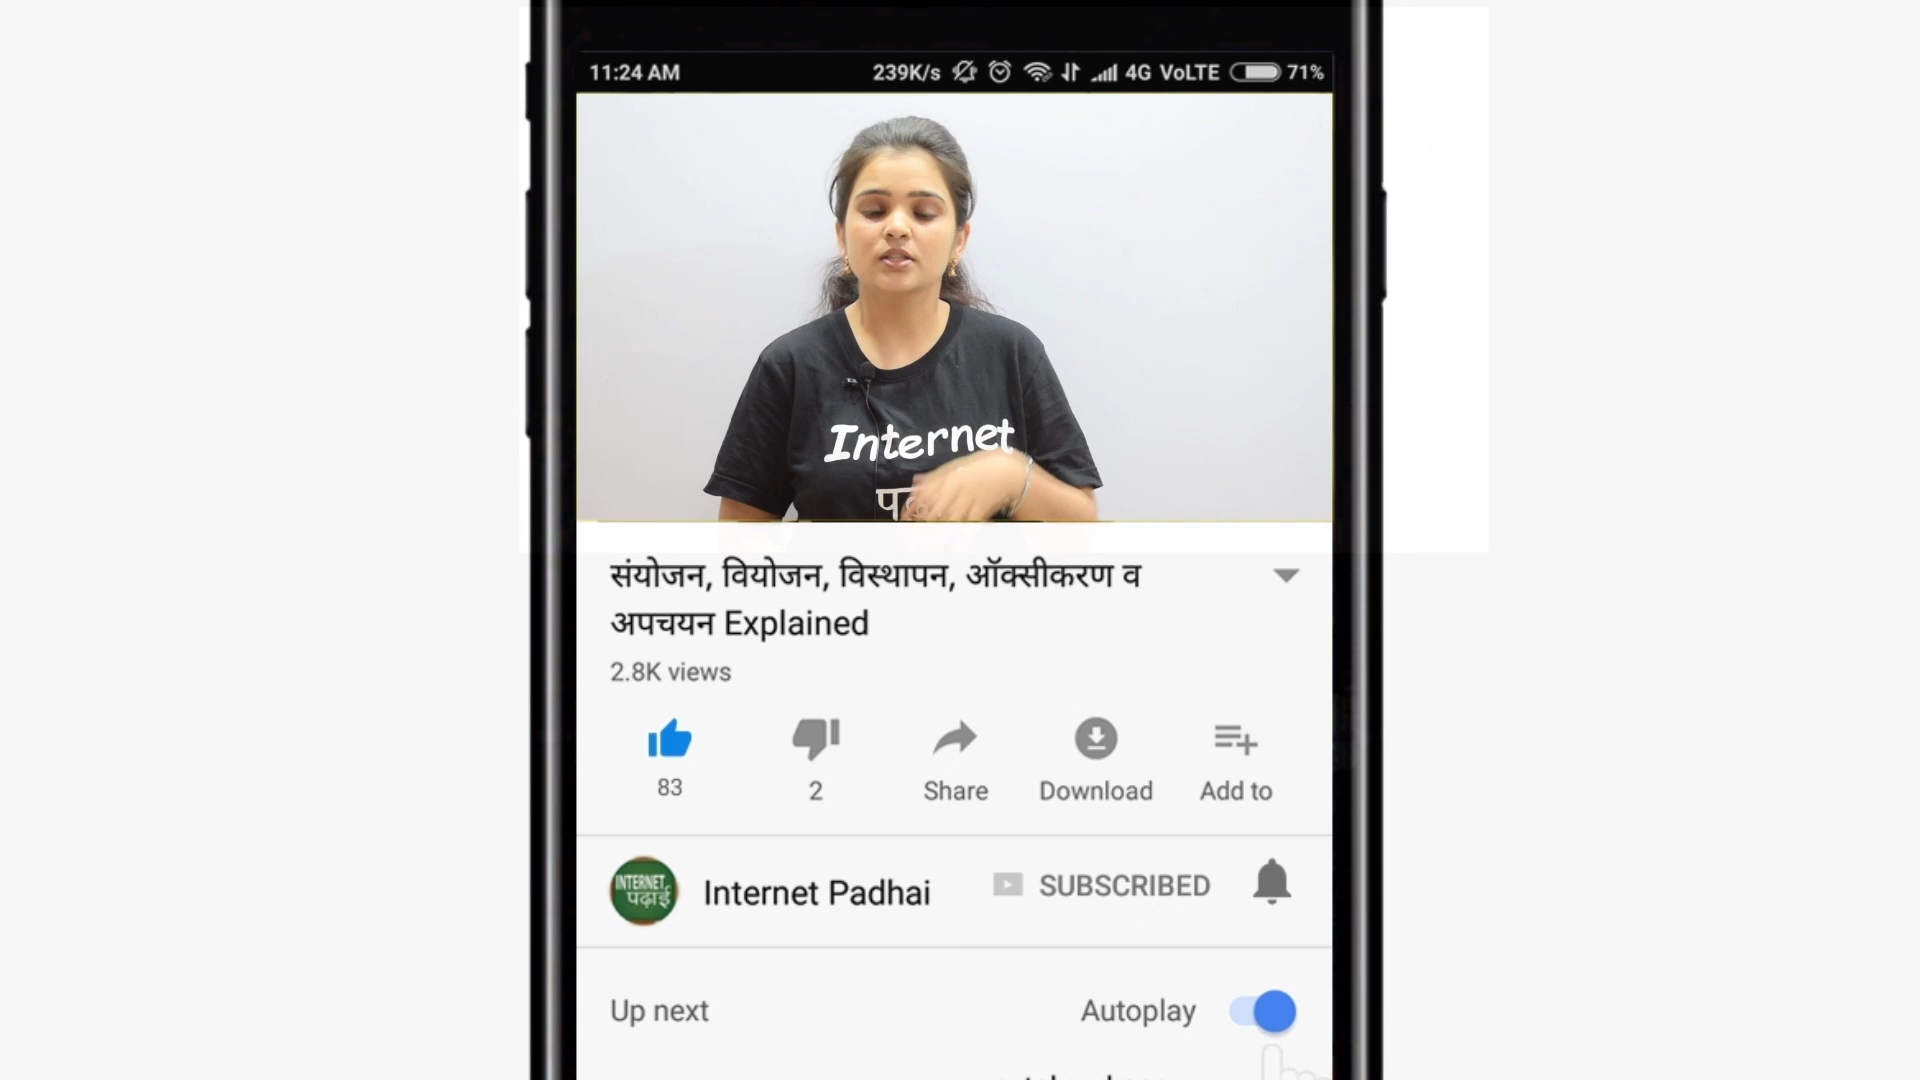 11:24 AM 239K/s 4G VoLTE 71%
Internet
संयोजन, वियोजन, विस्थापन, ऑक्सीकरण व
अपचयन Explained
2.8K views
83 2 Share Download Add to
INTERNET
पढ़ाई
Internet Padhai SUBSCRIBED
Up next Autoplay